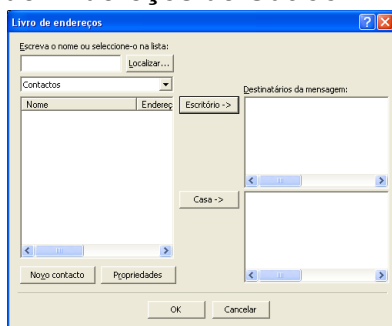 Livro de endereços
Escreva o nome ou seleccione-o na lista:
Localizar...
Contactos
Destinatários da mensagem:
Nome Endereç
Escritório ->
Casa ->
Novo contacto Propriedades
OK Cancelar